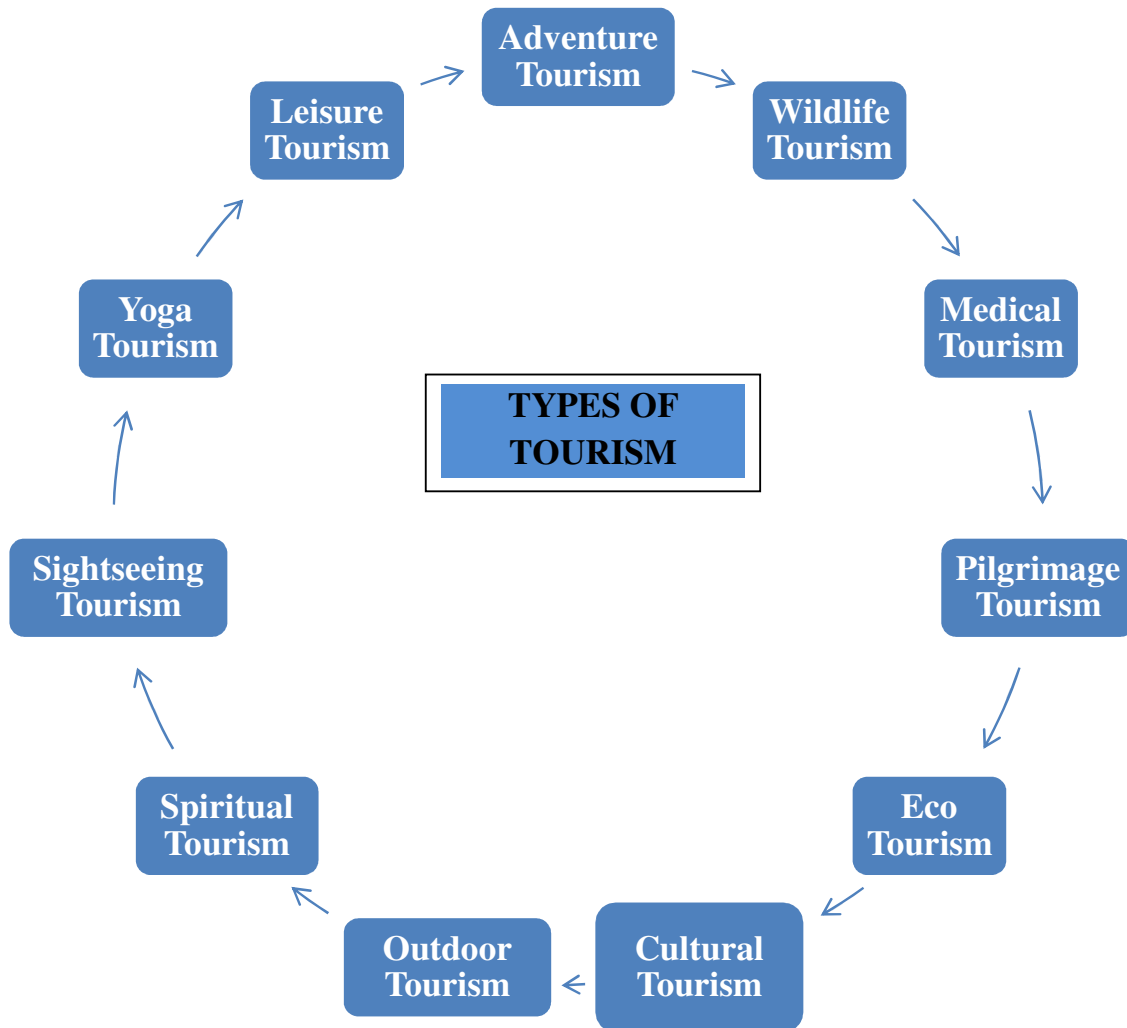 Adventure
Tourism
Wildlife
Tourism
Medical
Tourism
Pilgrimage
Tourism
Eco
Tourism
Cultural
Tourism
Outdoor
Tourism
Spiritual
Tourism
Sightseeing
Tourism
Yoga
Tourism
Leisure
Tourism
TYPES OF
TOURISM